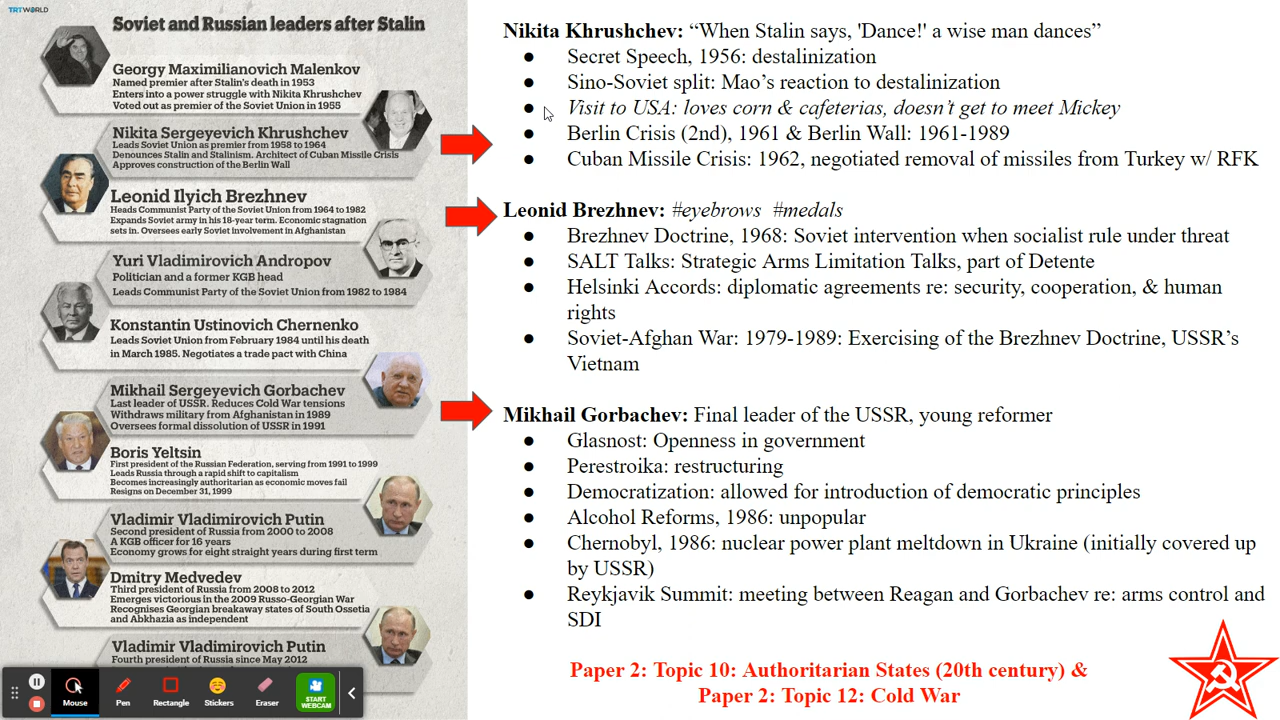 TRTWORLD
Soviet and Russian leaders after Stalin
Georgy Maximilianovich Malenkov
Named premier after Stalin's death in 1953
Enters into a power struggle with Nikita Khrushchev
Voted out as premier of the Soviet Union in 1955
Nikita Sergeyevich Khrushchev
Leads Soviet Union as premier from 1958 to 1964
Denounces Stalin and Stalinism. Architect of Cuban Missile Crisis
Approves construction of the Berlin Wall
Leonid Ilyich Brezhnev
Heads Communist Party of the Soviet Union from 1964 to 1982
Expands Soviet army in his 18-year term. Economic stagnation
sets in. Oversees early Soviet involvement in Afghanistan
Yuri Vladimirovich Andropov
Politician and a former KGB head
Leads Communist Party of the Soviet Union from 1982 to 1984
Konstantin Ustinovich Chernenko
Leads Soviet Union from February 1984 until his death
in March 1985. Negotiates a trade pact with China
Mikhail Sergeyevich Gorbachev
Last leader of USSR. Reduces Cold War tensions
Withdraws military from Afghanistan in 1989
Oversees formal dissolution of USSR in 1991
Boris Yeltsin
First president of the Russian Federation, serving from 1991 to 1999
Leads Russia through a rapid shift to capitalism
Becomes increasingly authoritarian as economic moves fail
Resigns on December 31, 1999
Vladimir Vladimirovich Putin
Second president of Russia from 2000 to 2008
A KGB officer for 16 years
Economy grows for eight straight years during first term
Dmitry Medvedev
Third president of Russia from 2008 to 2012
Emerges victorious in the 2009 Russo-Georgian War
Recognises Georgian breakaway states of South Ossetia
and Abkhazia as independent
Vladimir Vladimirovich Putin
Fourth president of Russia since May 2012
Mouse
Pen
Rectangle
Stickers
Eraser
START
WEBCAM
Nikita Khrushchev: “When Stalin says, 'Dance!' a wise man dances”
● Secret Speech, 1956: destalinization
● Sino-Soviet split: Mao’s reaction to destalinization
● Visit to USA: loves corn & cafeterias, doesn’t get to meet Mickey
● Berlin Crisis (2nd), 1961 & Berlin Wall: 1961-1989
● Cuban Missile Crisis: 1962, negotiated removal of missiles from Turkey w/ RFK
Leonid Brezhnev: #eyebrows #medals
● Brezhnev Doctrine, 1968: Soviet intervention when socialist rule under threat
● SALT Talks: Strategic Arms Limitation Talks, part of Detente
● Helsinki Accords: diplomatic agreements re: security, cooperation, & human
rights
● Soviet-Afghan War: 1979-1989: Exercising of the Brezhnev Doctrine, USSR’s
Vietnam
Mikhail Gorbachev: Final leader of the USSR, young reformer
● Glasnost: Openness in government
● Perestroika: restructuring
● Democratization: allowed for introduction of democratic principles
● Alcohol Reforms, 1986: unpopular
● Chernobyl, 1986: nuclear power plant meltdown in Ukraine (initially covered up
by USSR)
● Reykjavik Summit: meeting between Reagan and Gorbachev re: arms control and
SDI
Paper 2: Topic 10: Authoritarian States (20th century) &
Paper 2: Topic 12: Cold War